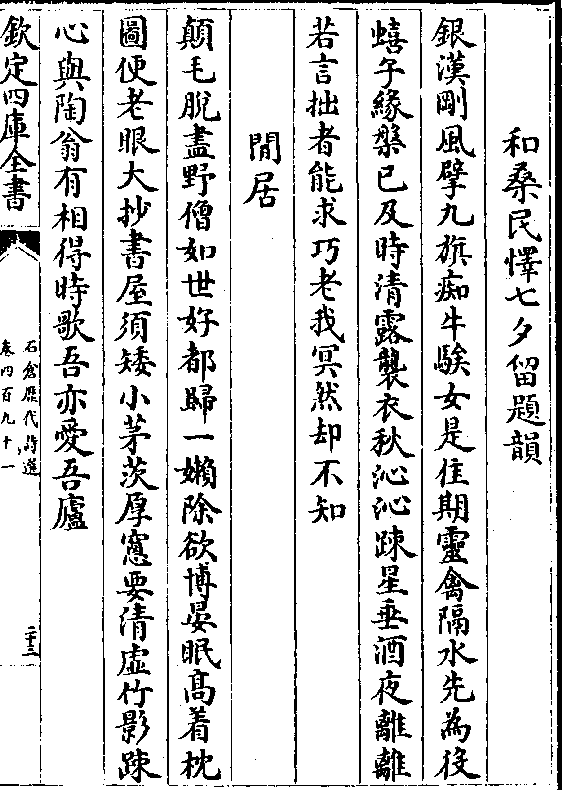 和桑民懌七夕留題韻
銀漢剛風擘九旗痴牛騃女是佳期靈禽隔水先為役
蟢子緣槃已及時清露襲衣秋沁沁踈星垂酒夜離離
若言拙者能求巧老我冥然却不知
閒居
顛毛脫盡野僧如世好都歸一嬾除欲博晏眠高着枕
圖便老眼大抄書屋須矮小茅茨厚窻要清虛竹影踈
心與陶翁有相得時歌吾亦愛吾廬
欽定四庫全書
石倉歷代詩選
卷四百九十一
二十三